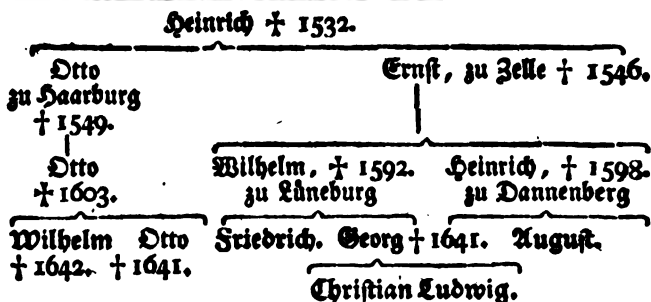 Heinrich † 1532.
Otto Ernst, zu Zelle † 1546.
zu Haarburg
† 1549.
Otto Wilhelm, † 1592. Heinrich, † 1598.
† 1603. zu Lüneburg zu Dannenberg
Wilhelm Otto Friedrich. Georg † 1641. August.
† 1642. † 1641.
Christian Ludwig.